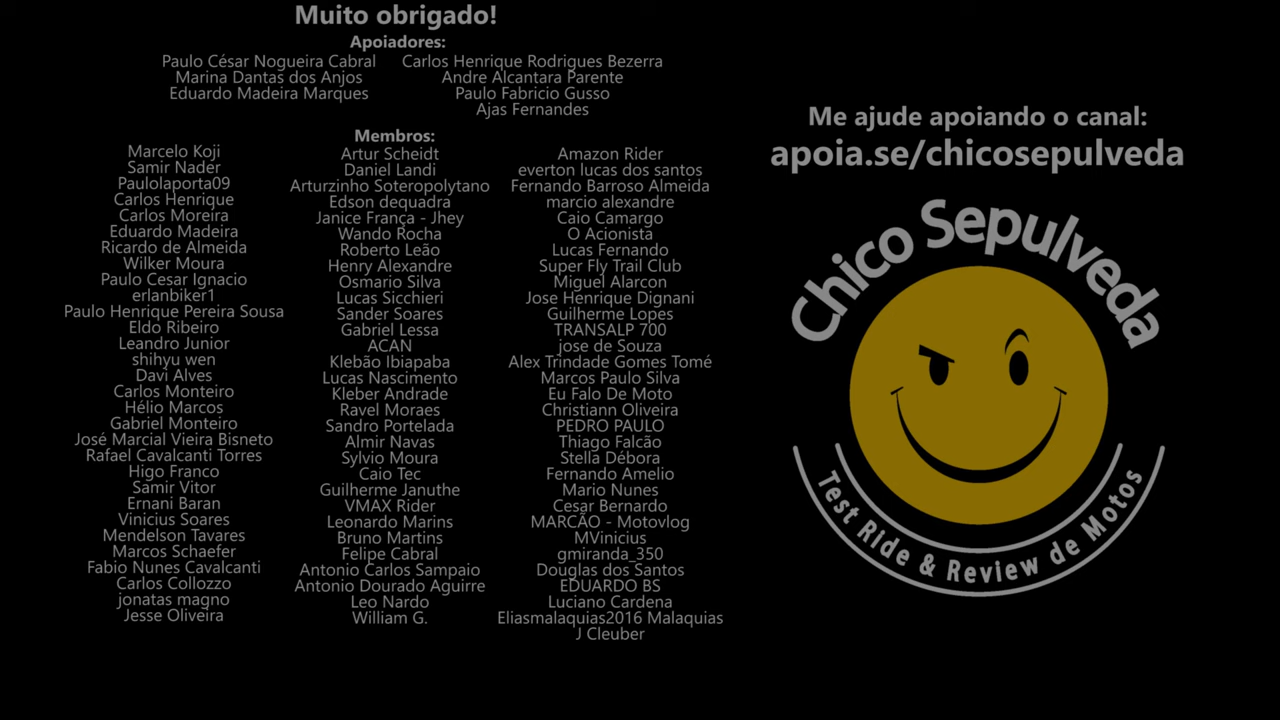 Muito obrigado!
Apoiadores:
Paulo César Nogueira Cabral
Marina Dantas dos Anjos
Eduardo Madeira Marques
Carlos Henrique Rodrigues Bezerra
Andre Alcantara Parente
Paulo Fabricio Gusso
Ajas Fernandes
Membros:
Marcelo Koji
Samir Nader
Paulolaporta09
Carlos Henrique
Carlos Moreira
Eduardo Madeira
Ricardo de Almeida
Wilker Moura
Paulo Cesar Ignacio
erlanbiker1
Paulo Henrique Pereira Sousa
Eldo Ribeiro
Leandro Junior
shihyu wen
Davi Alves
Carlos Monteiro
Hélio Marcos
Gabriel Monteiro
José Marcial Vieira Bisneto
Rafael Cavalcanti Torres
Higo Franco
Samir Vitor
Ernani Baran
Vinicius Soares
Mendelson Tavares
Marcos Schaefer
Fabio Nunes Cavalcanti
Carlos Collozzo
jonatas magno
Jesse Oliveira
Artur Scheidt
Daniel Landi
Arturzinho Soteropolytano
Edson dequadra
Janice França - Jhey
Wando Rocha
Roberto Leão
Henry Alexandre
Osmario Silva
Lucas Sicchieri
Sander Soares
Gabriel Lessa
ACAN
Klebão Ibiapaba
Lucas Nascimento
Kleber Andrade
Ravel Moraes
Sandro Portelada
Almir Navas
Sylvio Moura
Caio Tec
Guilherme Januthe
VMAX Rider
Leonardo Marins
Bruno Martins
Felipe Cabral
Antonio Carlos Sampaio
Antonio Dourado Aguirre
Leo Nardo
William G.
Amazon Rider
everton lucas dos santos
Fernando Barroso Almeida
marcio alexandre
Caio Camargo
O Acionista
Lucas Fernando
Super Fly Trail Club
Miguel Alarcon
Jose Henrique Dignani
Guilherme Lopes
TRANSALP 700
jose de Souza
Alex Trindade Gomes Tomé
Marcos Paulo Silva
Eu Falo De Moto
Christiann Oliveira
PEDRO PAULO
Thiago Falcão
Stella Débora
Fernando Amelio
Mario Nunes
Cesar Bernardo
MARCÃO - Motovlog
MVinicius
gmiranda_350
Douglas dos Santos
EDUARDO BS
Luciano Cardena
Eliasmalaquias2016 Malaquias
J Cleuber
Me ajude apoiando o canal:
apoia.se/chicosepulveda
Chico Sepulveda
Test Ride & Review de Motos